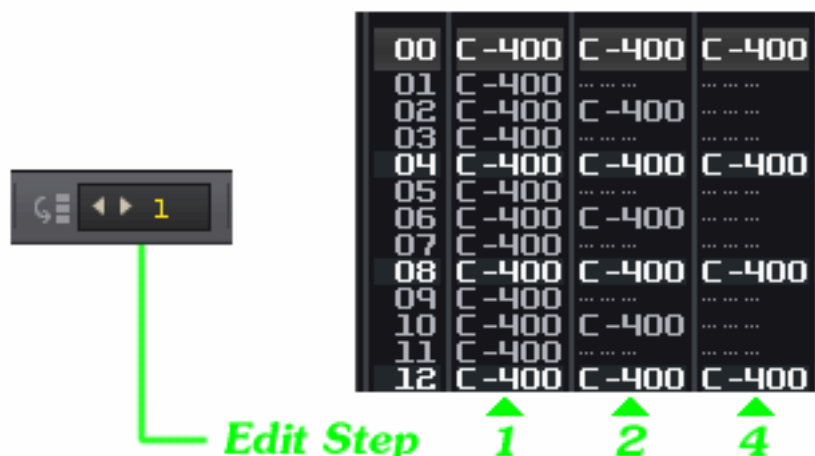 00 C-400 C-400 C-400
01 C-400 ... ... ... ... ... ...
02 C-400 C-400 ... ... ...
03 C-400 ... ... ... ... ... ...
04 C-400 C-400 C-400
05 C-400 ... ... ... ... ... ...
06 C-400 C-400 ... ... ...
07 C-400 ... ... ... ... ... ...
08 C-400 C-400 C-400
09 C-400 ... ... ... ... ... ...
10 C-400 C-400 ... ... ...
11 C-400 ... ... ... ... ... ...
12 C-400 C-400 C-400
1
Edit Step 1 2 4